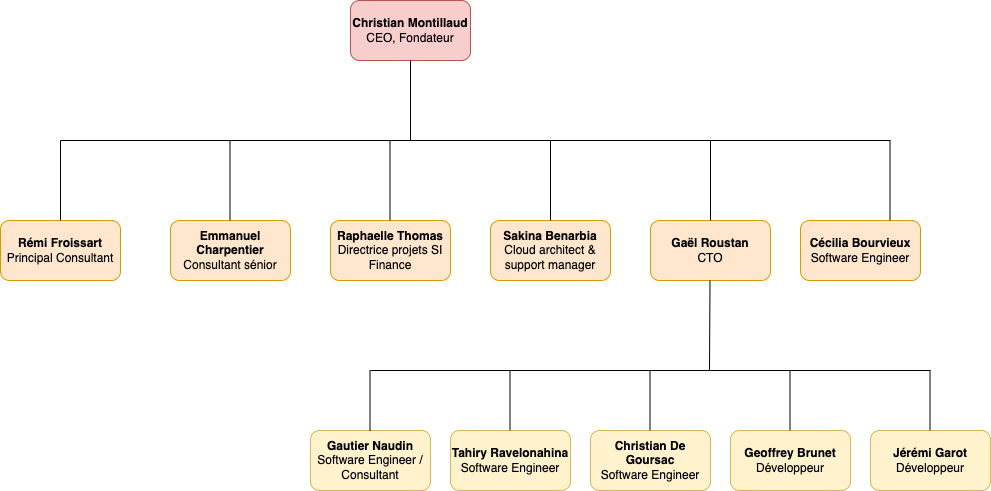 Christian Montillaud
CEO, Fondateur
Rémi Froissart
Principal Consultant
Emmanuel
Charpentier
Consultant sénior
Raphaelle Thomas
Directrice projets SI
Finance
Sakina Benarbia
Cloud architect &
support manager
Gaël Roustan
CTO
Cécilia Bourvieux
Software Engineer
Gautier Naudin
Software Engineer /
Consultant
Tahiry Ravelonahina
Software Engineer
Christian De
Goursac
Software Engineer
Geoffrey Brunet
Développeur
Jérémi Garot
Développeur